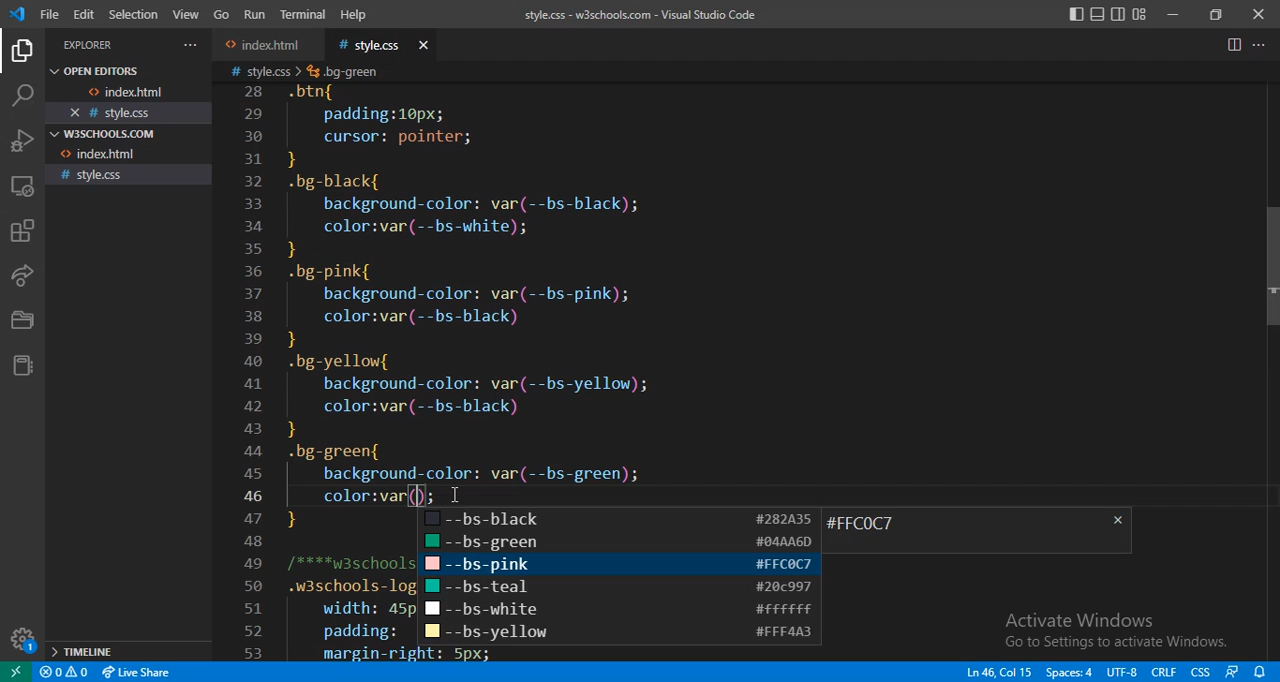 File Edit Selection View Go Run Terminal Help style.css - w3schools.com - Visual Studio Code
EXPLORER
OPEN EDITORS
index.html
style.css
W3SCHOOLS.COM
index.html
style.css
TIMELINE
index.html style.css
style.css > .bg-green
28 .btn{
29 padding:10px;
30 cursor: pointer;
31 }
32 .bg-black{
33 background-color: var(--bs-black);
34 color:var(--bs-white);
35 }
36 .bg-pink{
37 background-color: var(--bs-pink);
38 color:var(--bs-black)
39 }
40 .bg-yellow{
41 background-color: var(--bs-yellow);
42 color:var(--bs-black)
43 }
44 .bg-green{
45 background-color: var(--bs-green);
46 color:var();
47 }
48
49 /****w3schools
50 .w3schools-log
51 width: 45p
52 padding:
53 margin-right: 5px;
--bs-black #282A35
--bs-green #04AA6D
--bs-pink #FFC0C7
--bs-teal #20c997
--bs-white #ffffff
--bs-yellow #FFF4A3
#FFC0C7
Activate Windows
Go to Settings to activate Windows.
1
0 0 Live Share Ln 46, Col 15 Spaces: 4 UTF-8 CRLF CSS